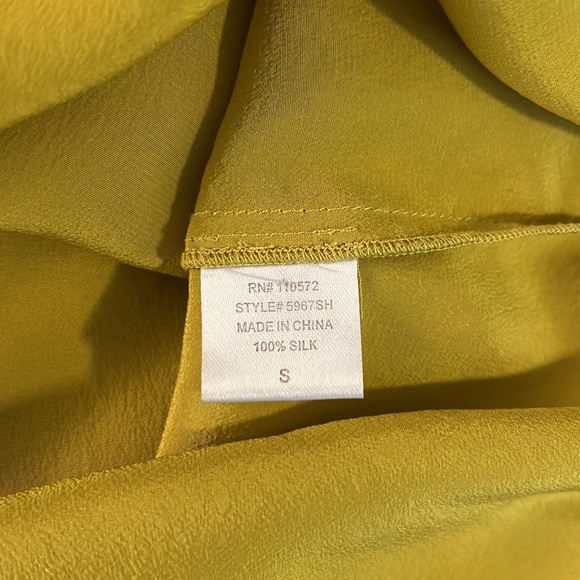 RN# 110572
STYLE# 5967SH
MADE IN CHINA
100% SILK
S